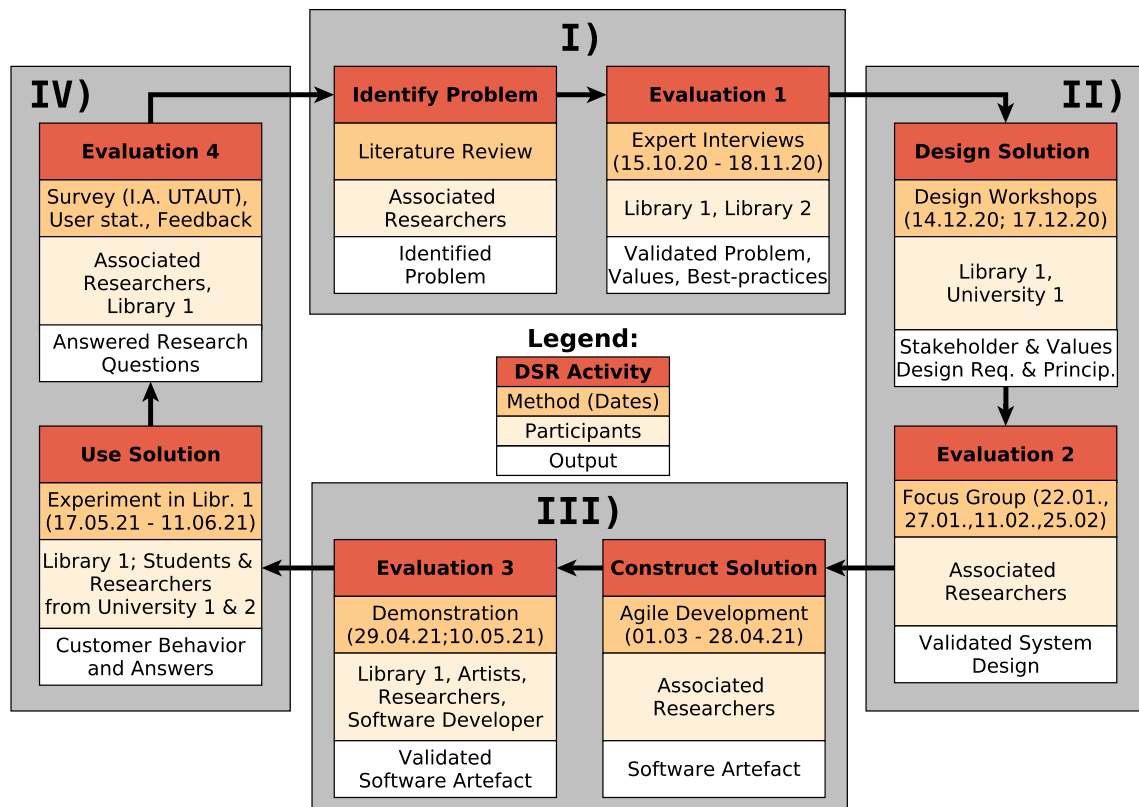 I)
Identify Problem
Literature Review
Associated
Researchers
Identified
Problem
Evaluation 1
Expert Interviews
(15.10.20 - 18.11.20)
Library 1, Library 2
Validated Problem,
Values, Best-practices
II)
Design Solution
Design Workshops
(14.12.20; 17.12.20)
Library 1,
University 1
Stakeholder & Values
Design Req. & Princip.
Evaluation 2
Focus Group (22.01.,
27.01.,11.02.,25.02)
Associated
Researchers
Validated System
Design
III)
Construct Solution
Agile Development
(01.03 - 28.04.21)
Associated
Researchers
Software Artefact
Evaluation 3
Demonstration
(29.04.21;10.05.21)
Library 1, Artists,
Researchers,
Software Developer
Validated
Software Artefact
IV)
Use Solution
Experiment in Libr. 1
(17.05.21 - 11.06.21)
Library 1; Students &
Researchers
from University 1 & 2
Customer Behavior
and Answers
Evaluation 4
Survey (I.A. UTAUT),
User stat., Feedback
Associated
Researchers,
Library 1
Answered Research
Questions
Legend:
DSR Activity
Method (Dates)
Participants
Output